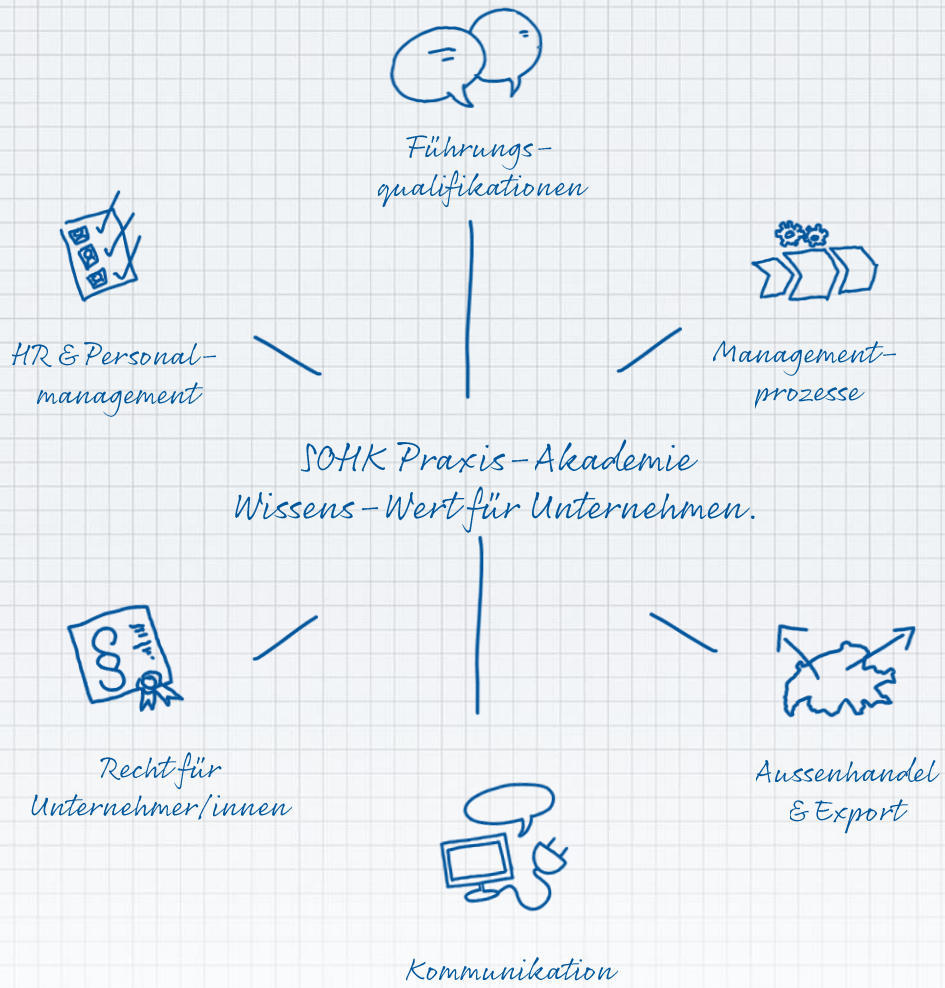 Führungs-
qualifikationen
HR & Personal-
management
Management-
prozesse
SOHK Praxis-Akademie
Wissens-Wert für Unternehmen.
Recht für
Unternehmer/innen
Aussenhandel
& Export
Kommunikation